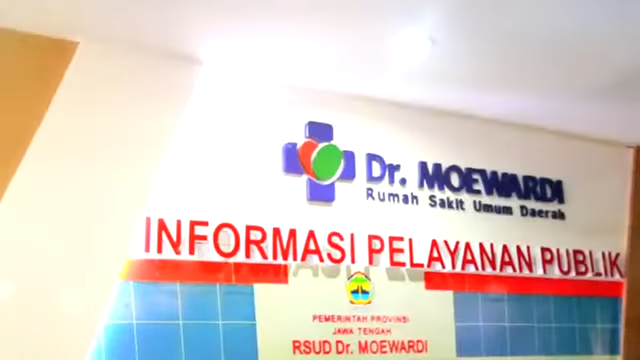 Dr. MOEWARDI
Rumah Sakit Umum Daerah
INFORMASI PELAYANAN PUBLIK
PEMERINTAH PROVINSI
JAWA TENGAH
RSUD Dr. MOEWARDI